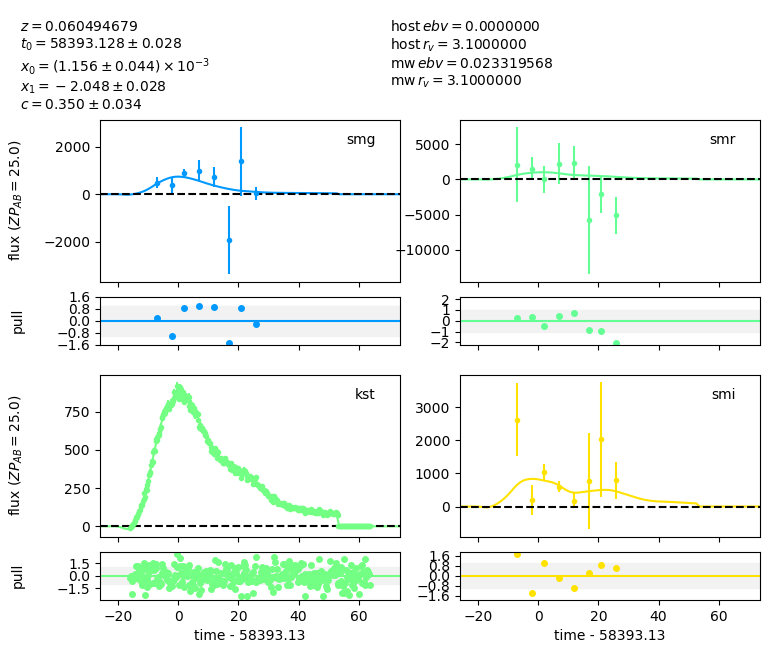 z = 0.060494679
t₀ = 58393.128 ± 0.028
x₀ = (1.156 ± 0.044) × 10⁻³
x₁ = −2.048 ± 0.028
c = 0.350 ± 0.034
host ebv = 0.0000000
host r_v = 3.1000000
mw ebv = 0.023319568
mw r_v = 3.1000000
flux (ZP_AB = 25.0)
smg
2000
0
−2000
smr
5000
0
−5000
−10000
pull
1.6
0.8
0.0
−0.8
−1.6
2
1
0
−1
−2
flux (ZP_AB = 25.0)
kst
750
500
250
0
smi
3000
2000
1000
0
pull
1.5
0.0
−1.5
1.6
0.8
0.0
−0.8
−1.6
−20 0 20 40 60
−20 0 20 40 60
time - 58393.13
time - 58393.13